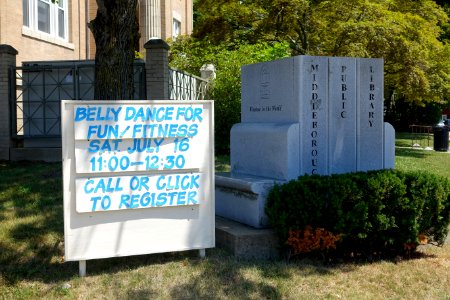 BELLY DANCE FOR
FUN/FITNESS
SAT JULY 16
11:00-12:30
CALL OR CLICK
TO REGISTER
MIDDLEBOROUGH
PUBLIC
LIBRARY